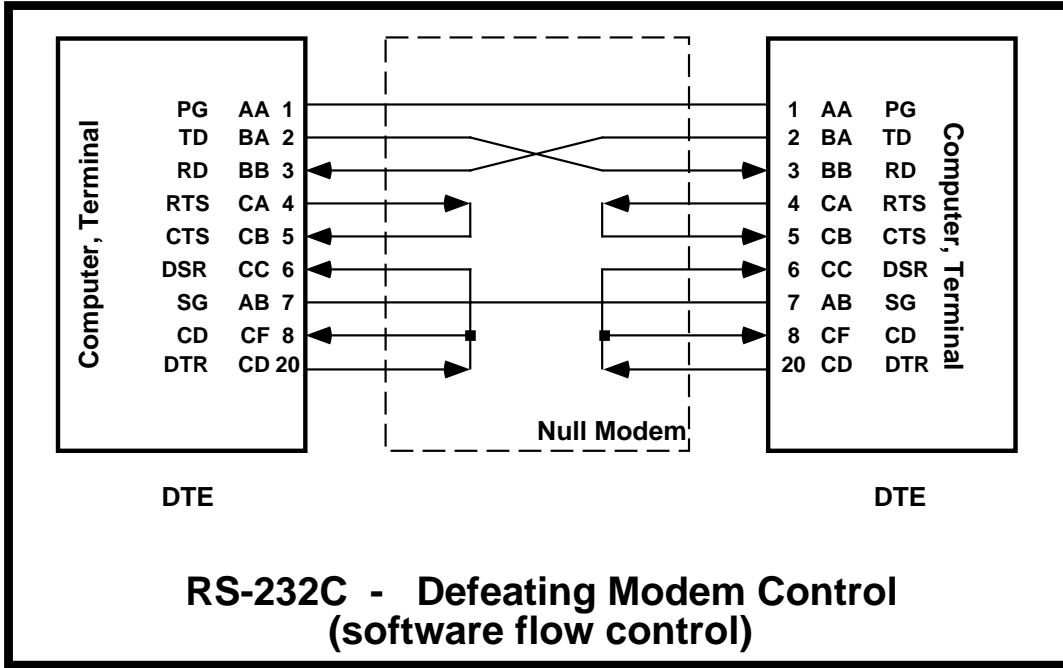 Computer, Terminal
PG AA 1
TD BA 2
RD BB 3
RTS CA 4
CTS CB 5
DSR CC 6
SG AB 7
CD CF 8
DTR CD 20
Null Modem
1 AA PG
2 BA TD
3 BB RD
4 CA RTS
5 CB CTS
6 CC DSR
7 AB SG
8 CF CD
20 CD DTR
Computer, Terminal
DTE
DTE
RS-232C - Defeating Modem Control
(software flow control)